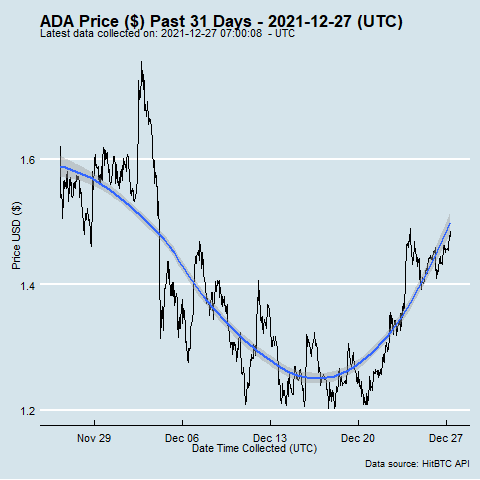 ADA Price ($) Past 31 Days - 2021-12-27 (UTC)
Latest data collected on: 2021-12-27 07:00:08 - UTC
1.6
1.4
1.2
Price USD ($)
Nov 29 Dec 06 Dec 13 Dec 20 Dec 27
Date Time Collected (UTC)
Data source: HitBTC API